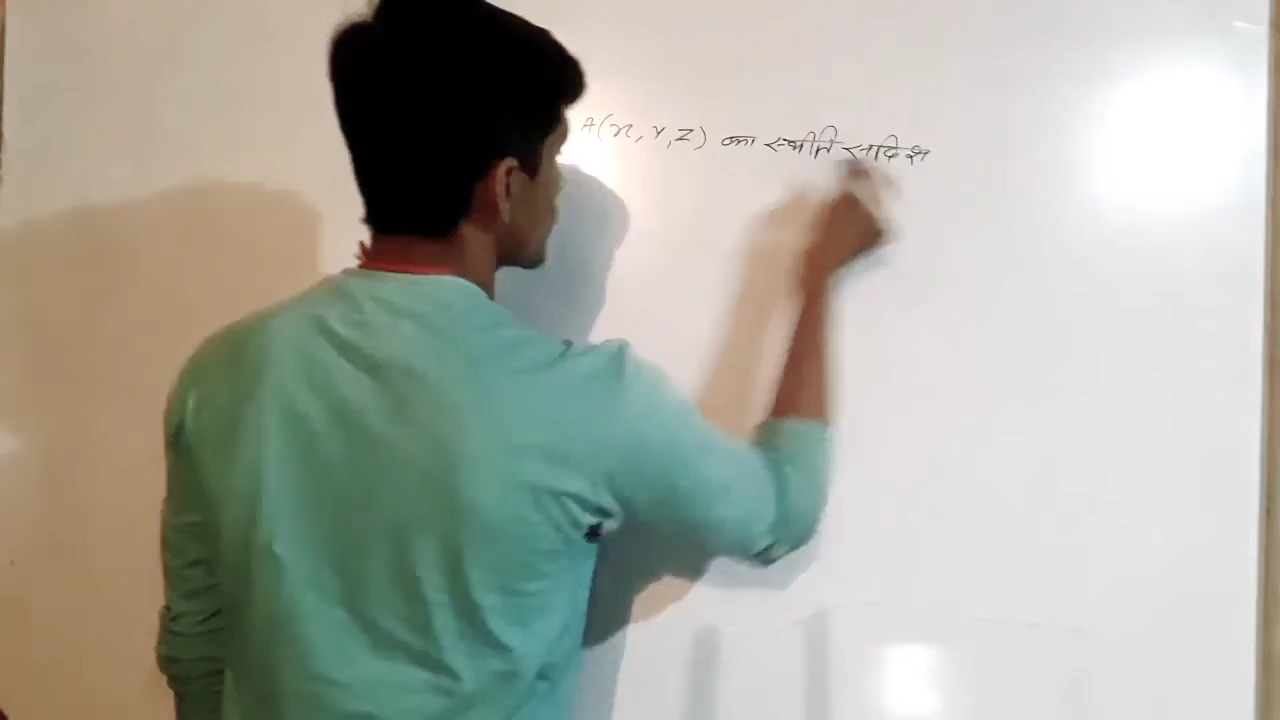 A(x, y, z) का स्थीति सदिश